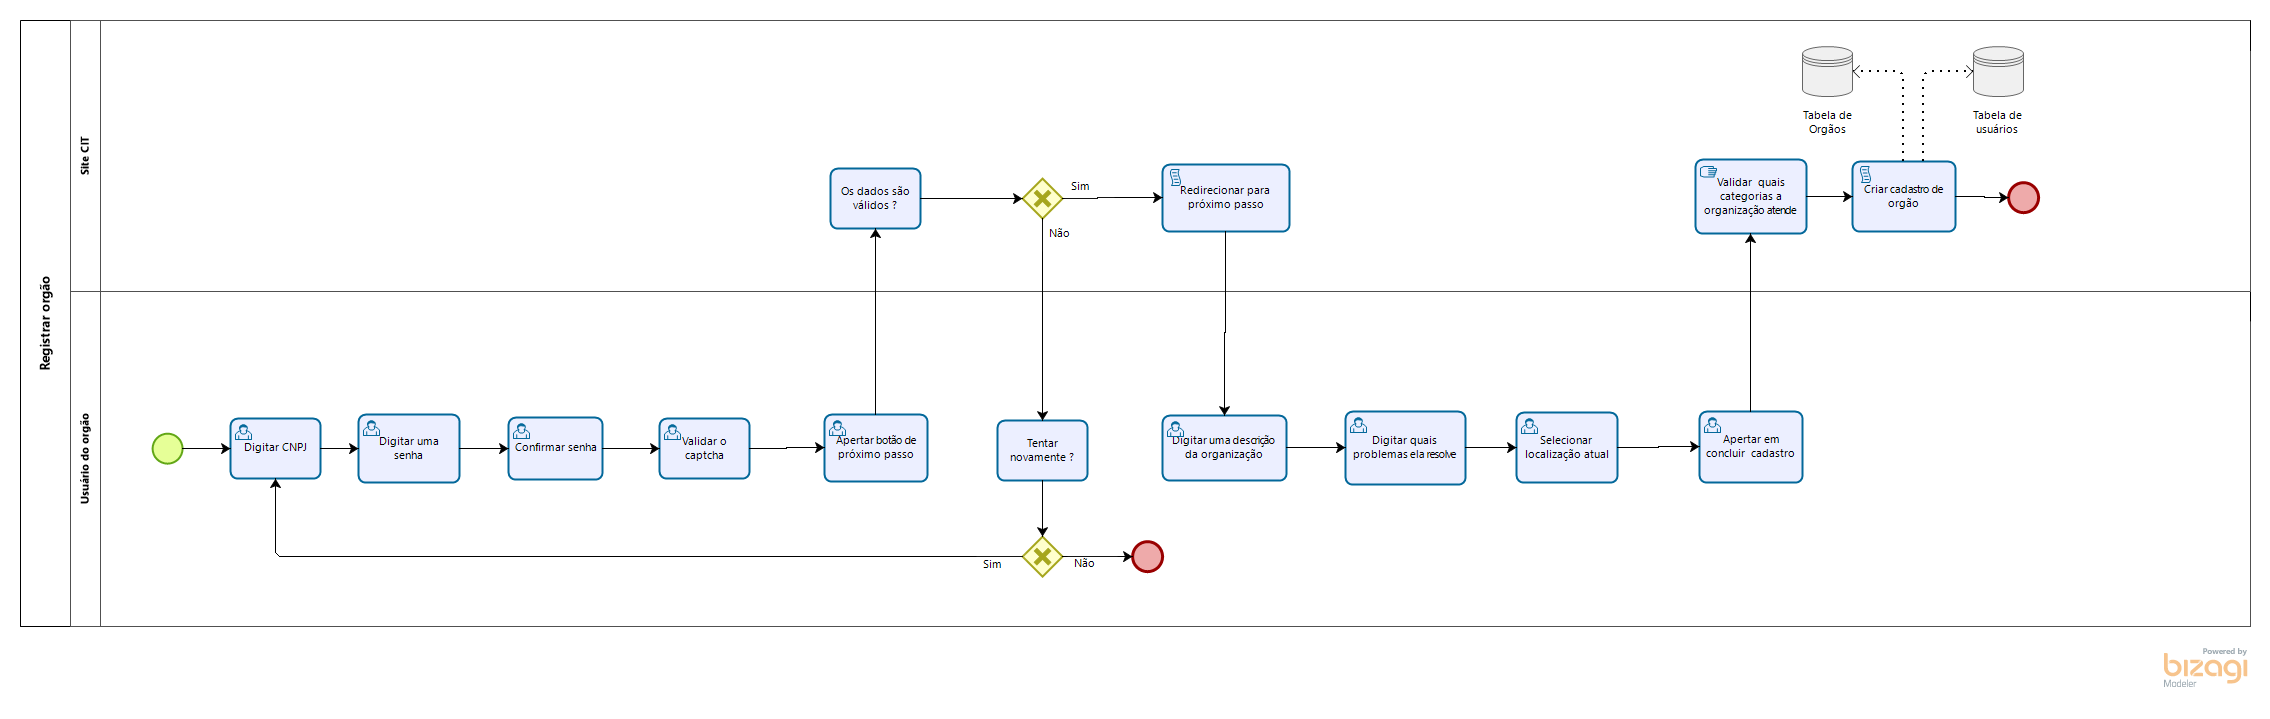 Registrar orgão
Site CIT
Usuário do orgão
Tabela de
Orgãos
Tabela de
usuários
Os dados são
válidos ?
Sim
Não
Redirecionar para
próximo passo
Validar quais
categorias a
organização atende
Criar cadastro de
orgão
Digitar CNPJ
Digitar uma
senha
Confirmar senha
Validar o
captcha
Apertar botão de
próximo passo
Tentar
novamente ?
Sim
Não
Digitar uma descrição
da organização
Digitar quais
problemas ela resolve
Selecionar
localização atual
Apertar em
concluir cadastro
Powered by
bizagi
Modeler